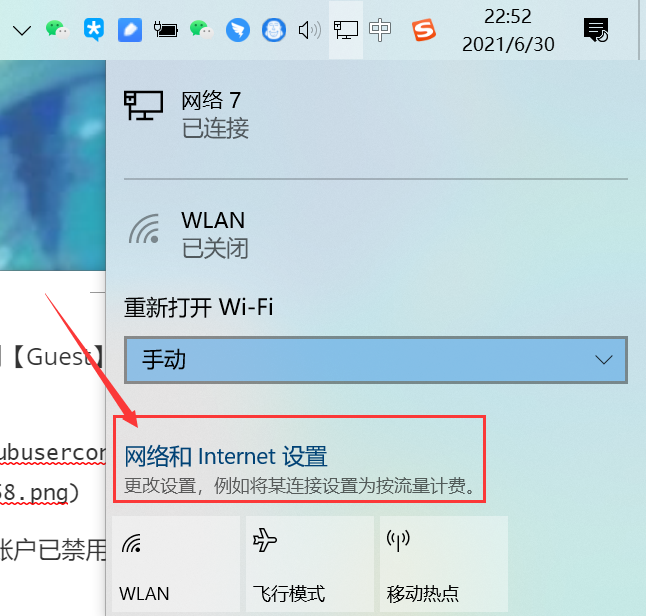 22:52
中
2021/6/30
网络 7
已连接
WLAN
已关闭
重新打开 Wi-Fi
【Guest】
手动
ubusercon
网络和 Internet 设置
58.png)
更改设置，例如将某连接设置为按流量计费。
账户已禁用
WLAN
飞行模式
移动热点